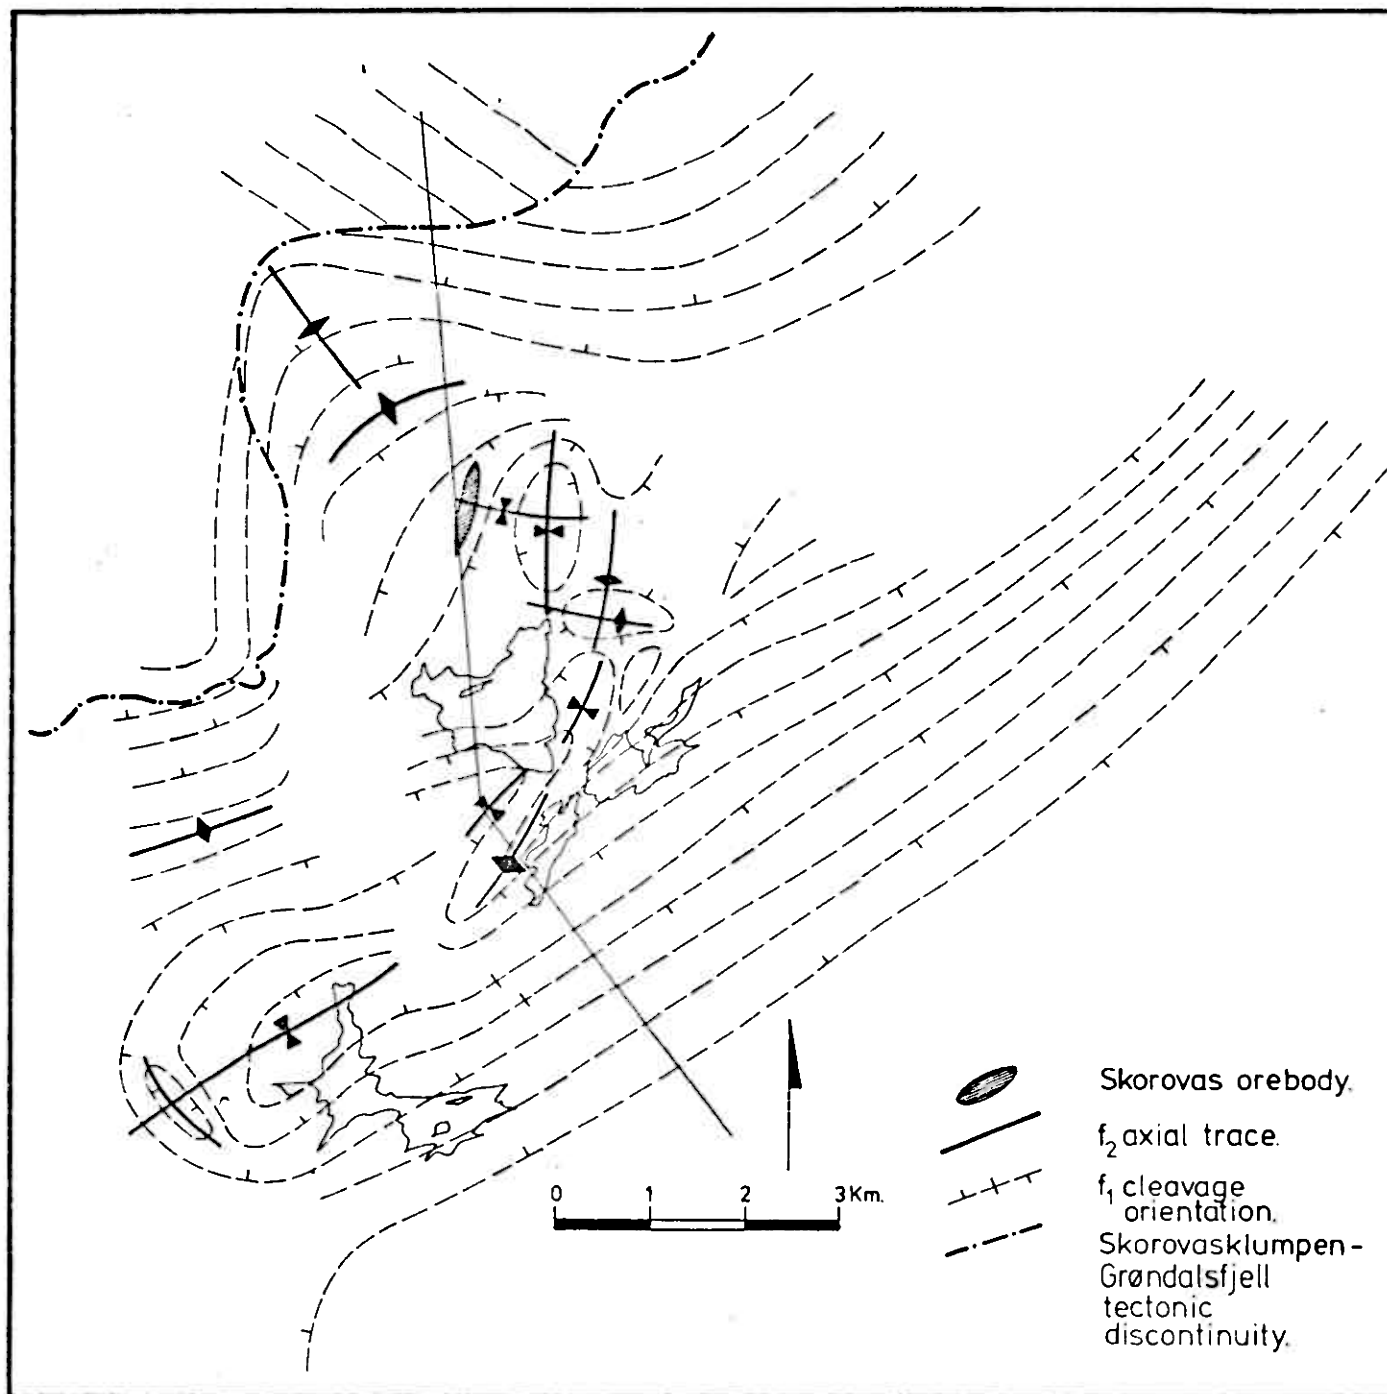 Skorovas orebody.
f₂ axial trace.
f₁ cleavage
orientation.
Skorovasklumpen-
Grøndalsfjell
tectonic
discontinuity.
0 1 2 3 Km.